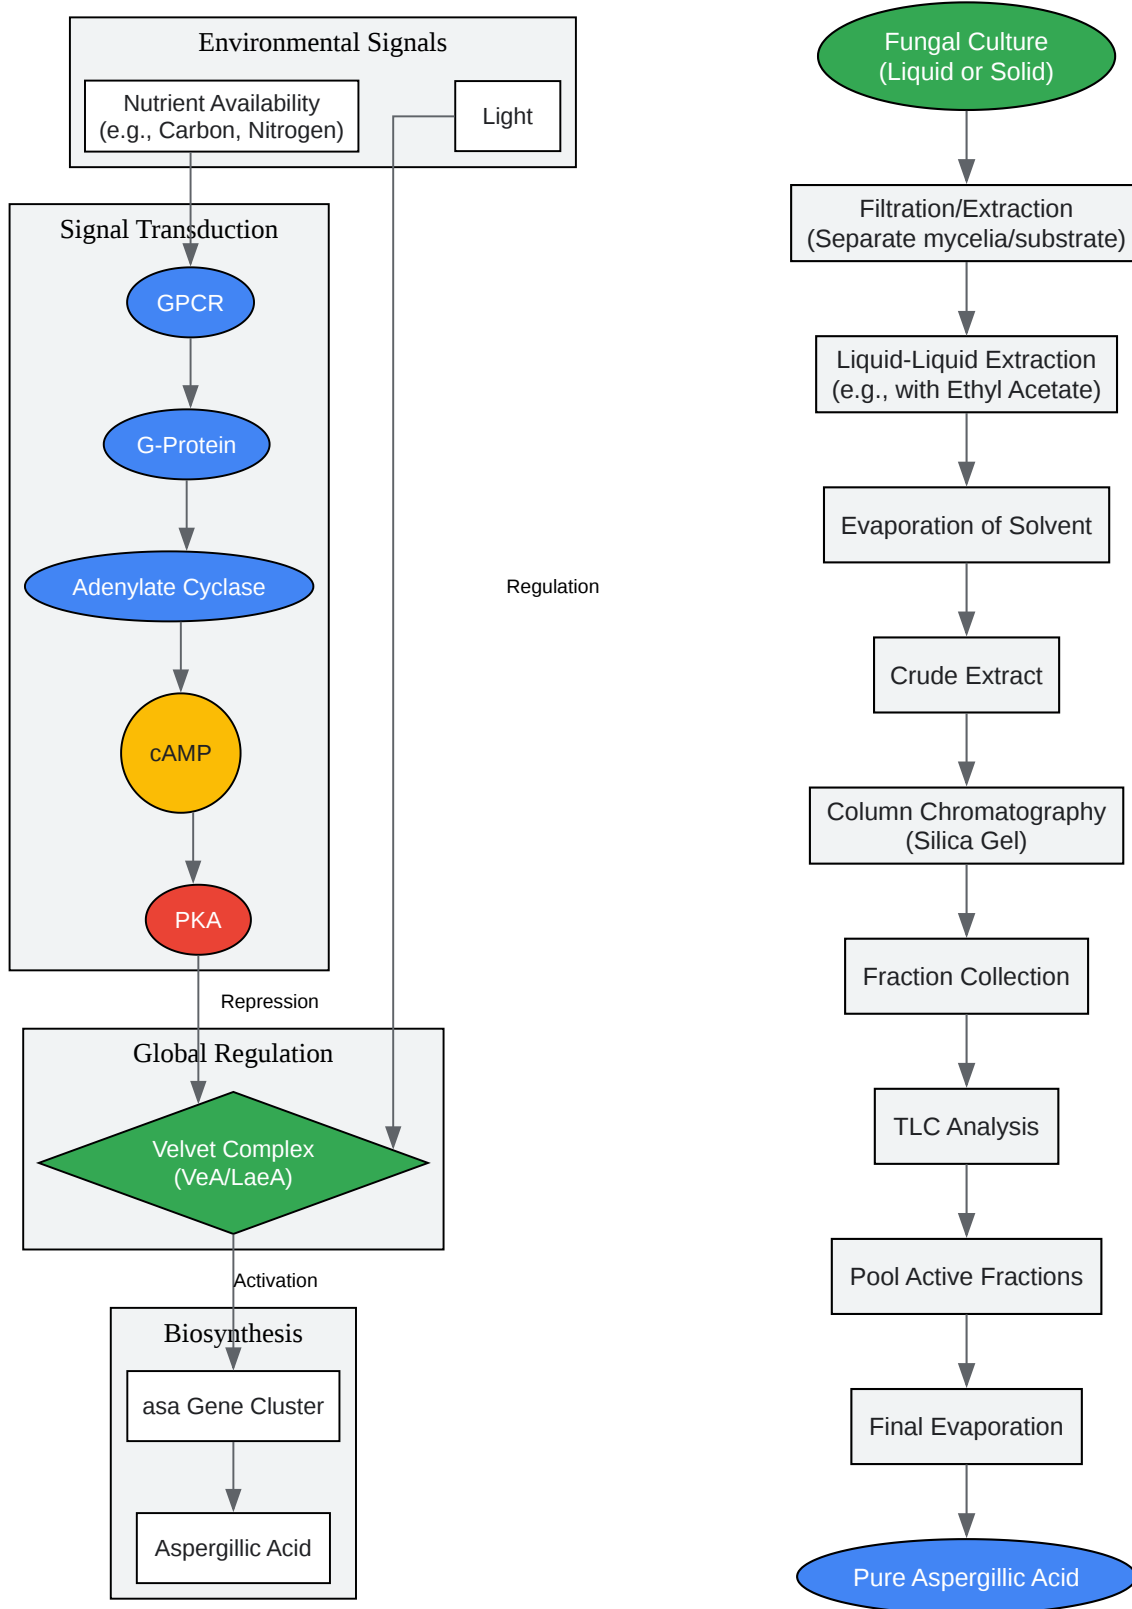 Environmental Signals
Nutrient Availability
(e.g., Carbon, Nitrogen)
Light
Signal Transduction
GPCR
G-Protein
Adenylate Cyclase
cAMP
PKA
Regulation
Repression
Global Regulation
Velvet Complex
(VeA/LaeA)
Activation
Biosynthesis
asa Gene Cluster
Aspergillic Acid
Fungal Culture
(Liquid or Solid)
Filtration/Extraction
(Separate mycelia/substrate)
Liquid-Liquid Extraction
(e.g., with Ethyl Acetate)
Evaporation of Solvent
Crude Extract
Column Chromatography
(Silica Gel)
Fraction Collection
TLC Analysis
Pool Active Fractions
Final Evaporation
Pure Aspergillic Acid